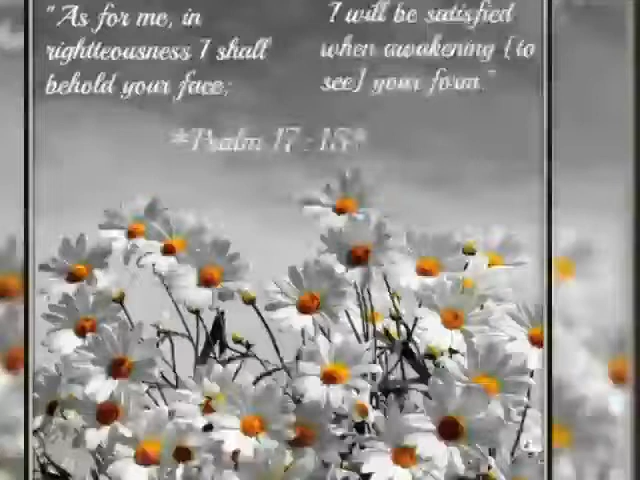 "As for me, in
rightteousness I shall
behold your face;
I will be satisfied
when awakening [to
see] your form."
*Psalm 17:15*